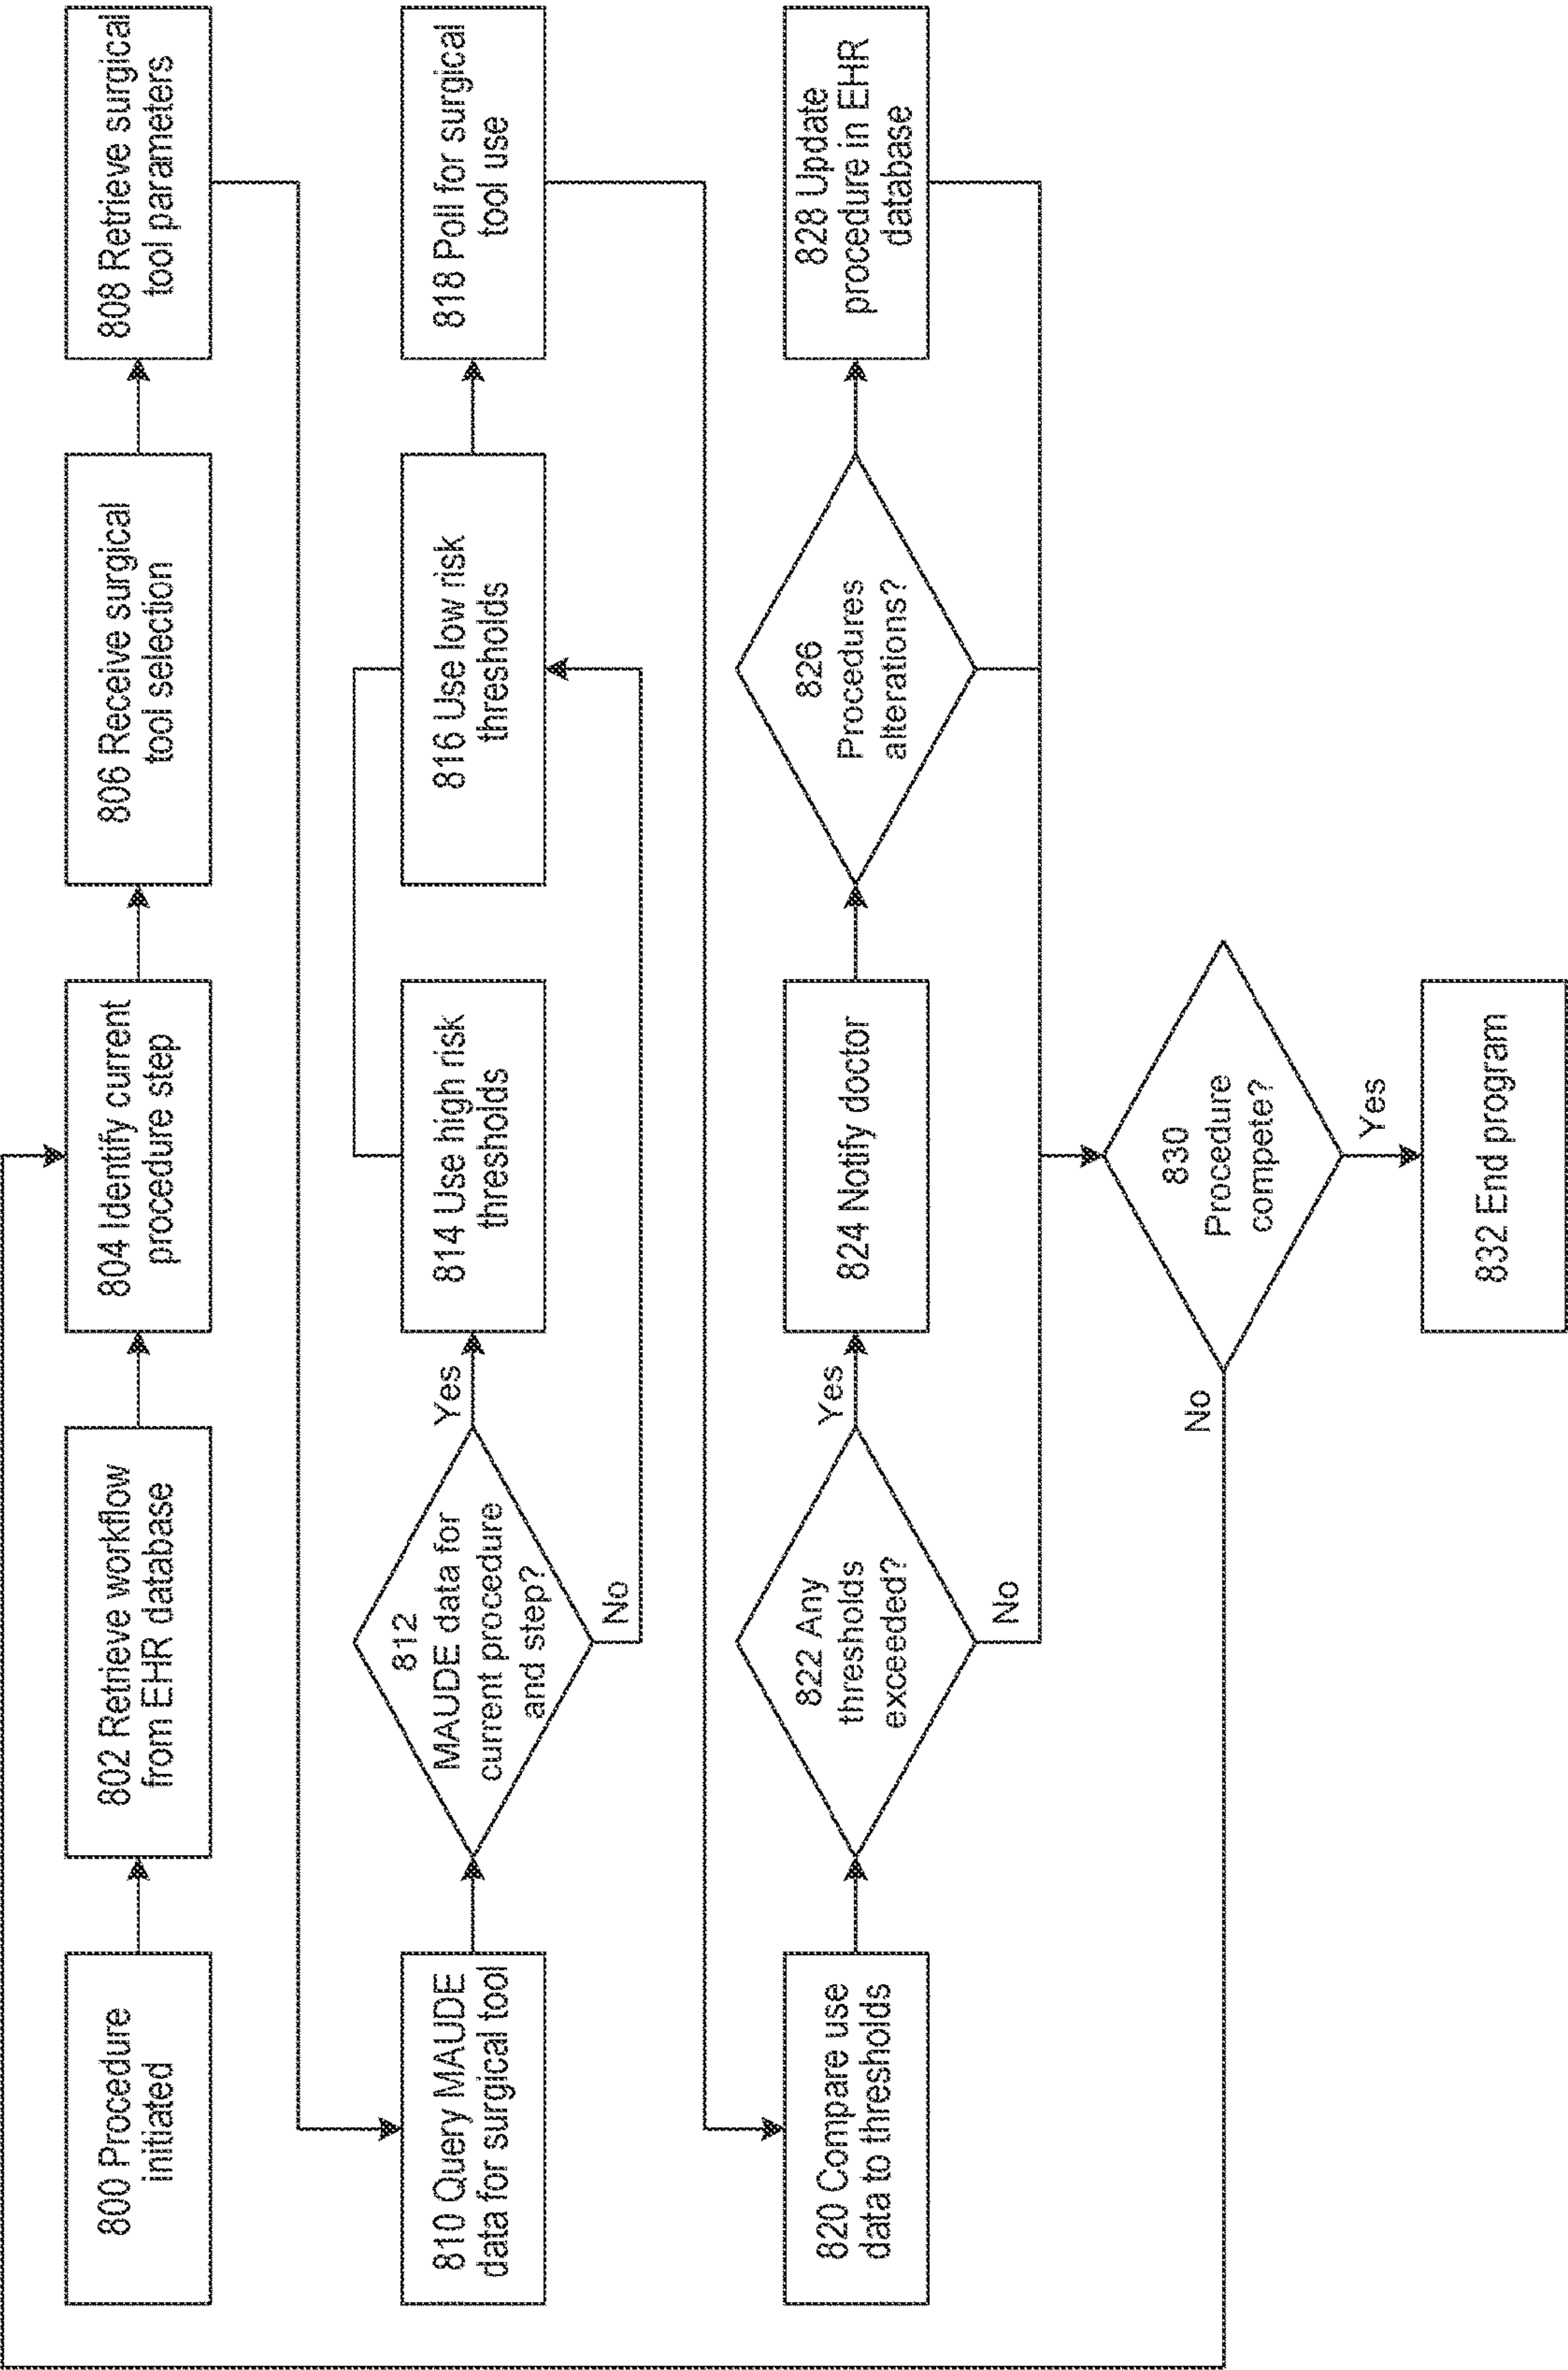 800 Procedure
initiated
802 Retrieve workflow
from EHR database
804 Identify current
procedure step
806 Receive surgical
tool selection
808 Retrieve surgical
tool parameters
810 Query MAUDE
data for surgical tool
812
MAUDE data for
current procedure
and step?
Yes
No
814 Use high risk
thresholds
816 Use low risk
thresholds
818 Poll for surgical
tool use
820 Compare use
data to thresholds
822 Any
thresholds
exceeded?
Yes
No
824 Notify doctor
826
Procedures
alterations?
828 Update
procedure in EHR
database
830
Procedure
compete?
No
Yes
832 End program